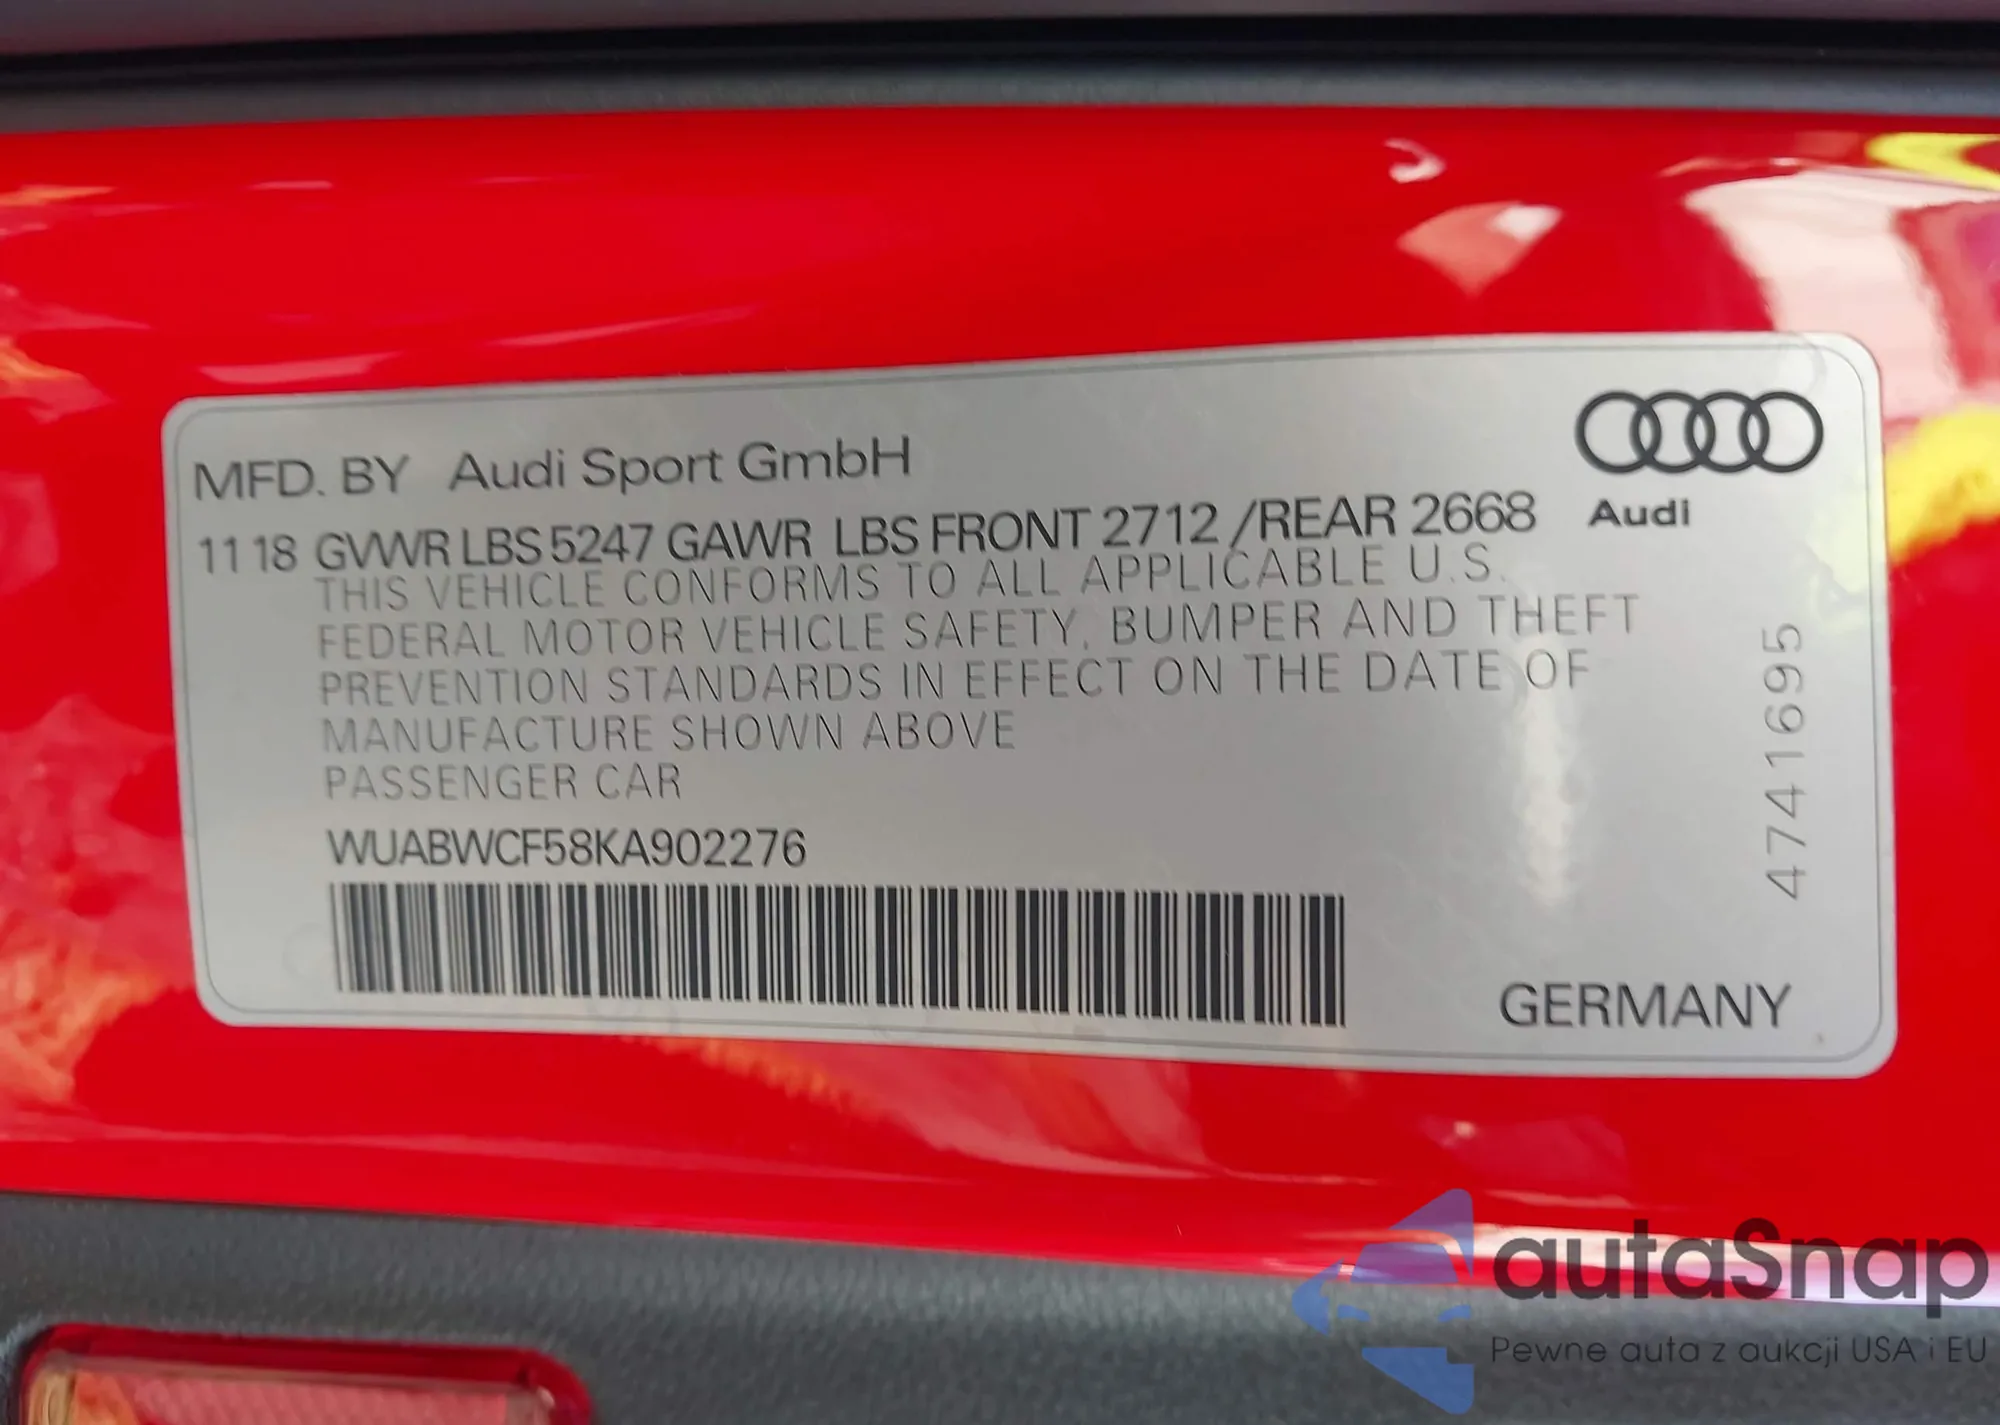 MFD. BY Audi Sport GmbH
11 18 GVWR LBS 5247 GAWR LBS FRONT 2712 /REAR 2668
Audi
THIS VEHICLE CONFORMS TO ALL APPLICABLE U.S.
FEDERAL MOTOR VEHICLE SAFETY, BUMPER AND THEFT
PREVENTION STANDARDS IN EFFECT ON THE DATE OF
MANUFACTURE SHOWN ABOVE
PASSENGER CAR
WUABWCF58KA902276
4741695
GERMANY
autaSnap
Pewne auta z aukcji USA i EU